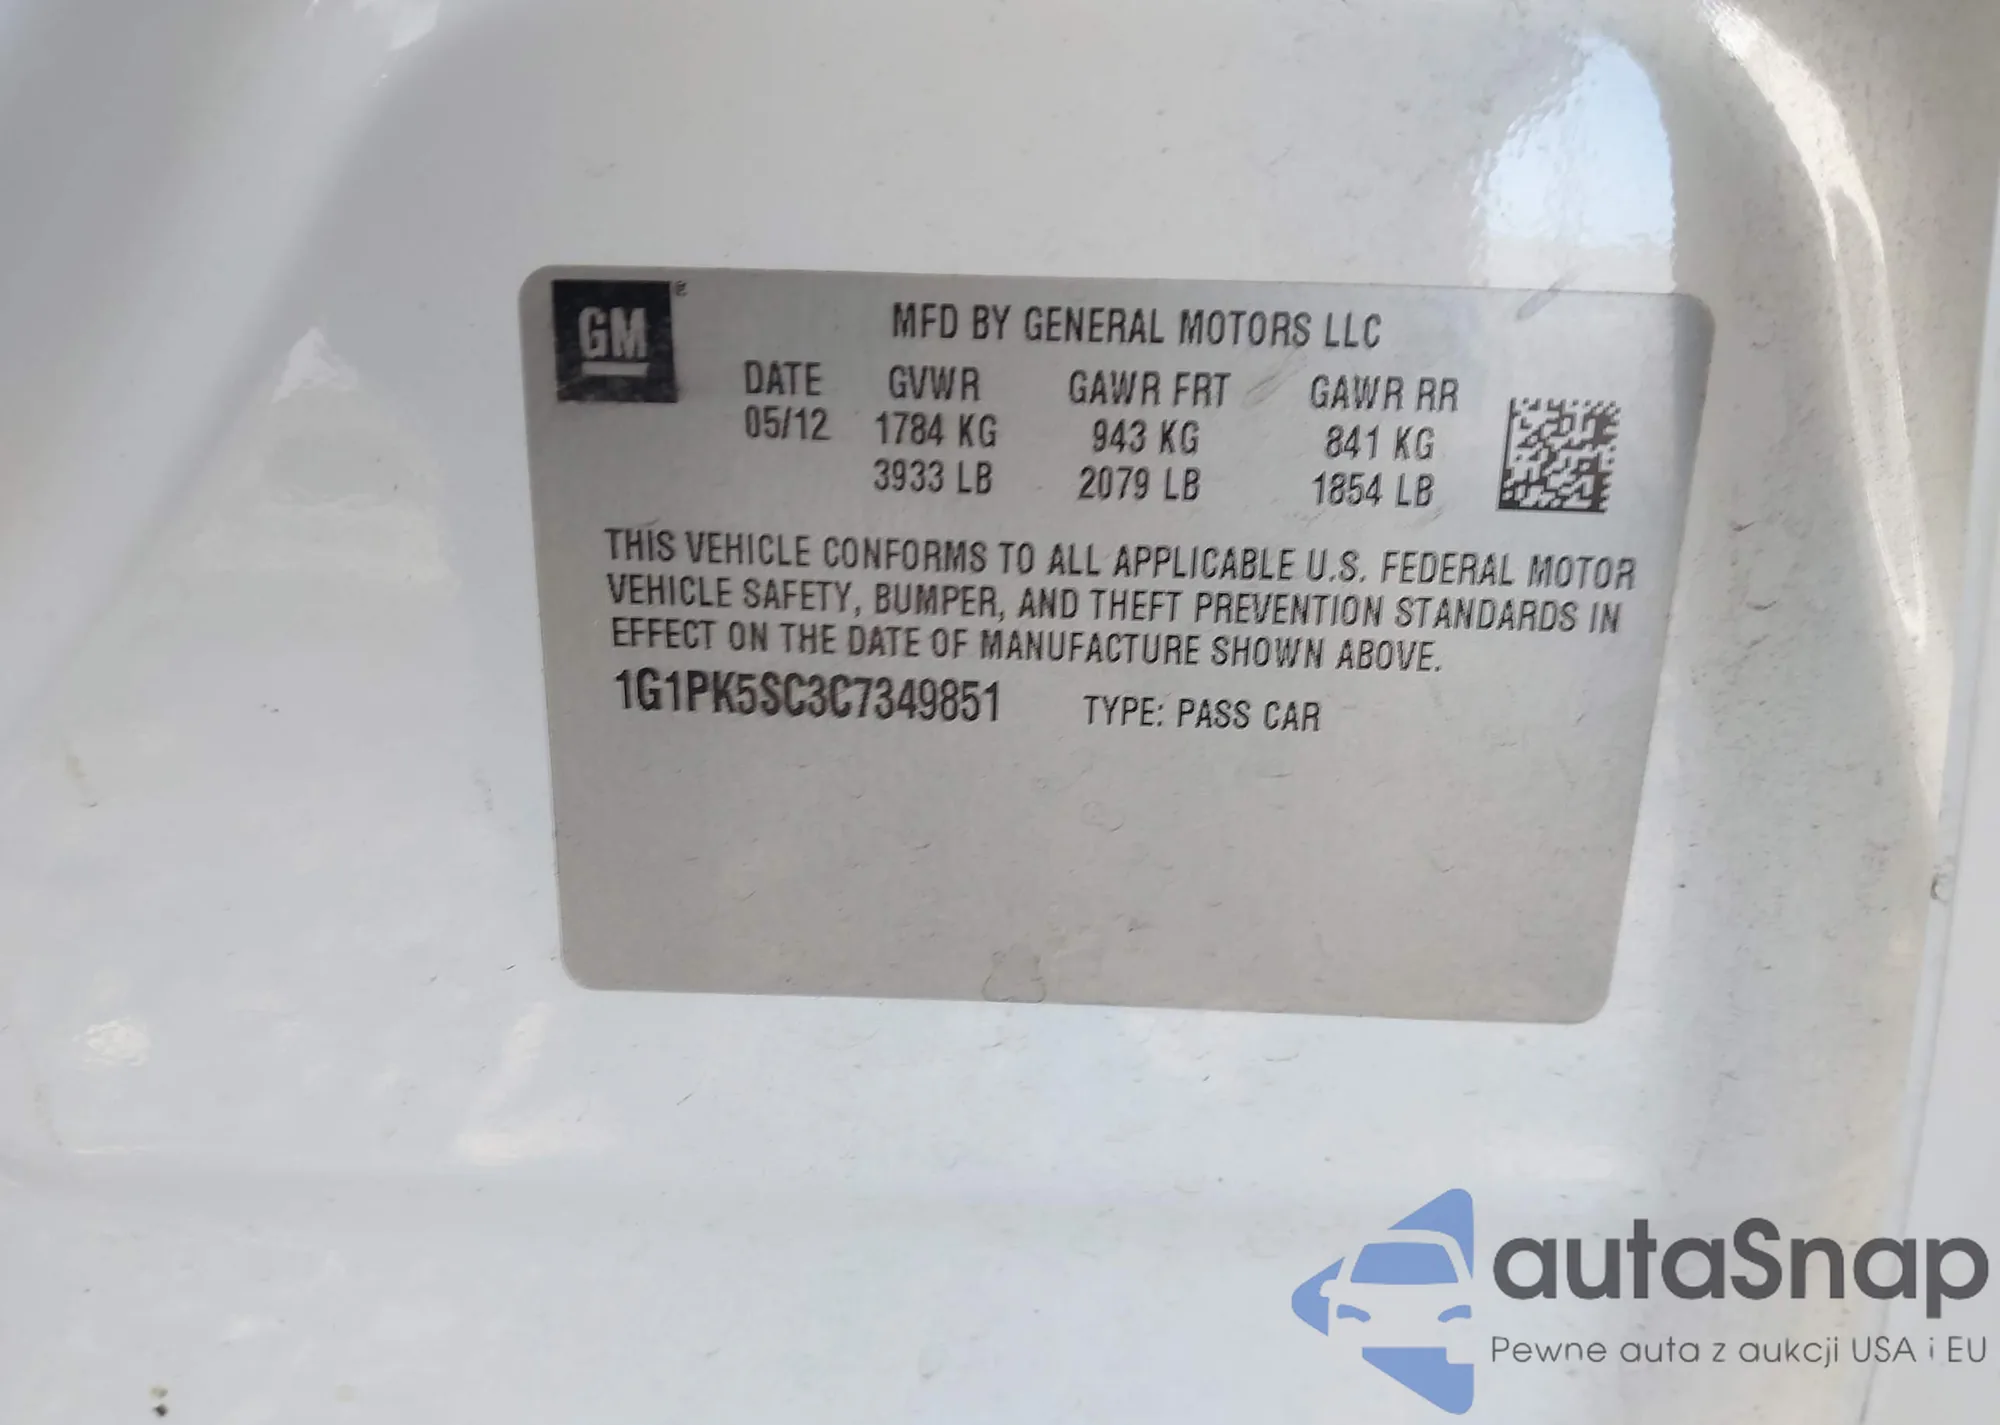 GM
MFD BY GENERAL MOTORS LLC
DATE GVWR GAWR FRT GAWR RR
05/12 1784 KG 943 KG 841 KG
3933 LB 2079 LB 1854 LB
THIS VEHICLE CONFORMS TO ALL APPLICABLE U.S. FEDERAL MOTOR
VEHICLE SAFETY, BUMPER, AND THEFT PREVENTION STANDARDS IN
EFFECT ON THE DATE OF MANUFACTURE SHOWN ABOVE.
1G1PK5SC3C7349851 TYPE: PASS CAR
autaSnap
Pewne auta z aukcji USA i EU